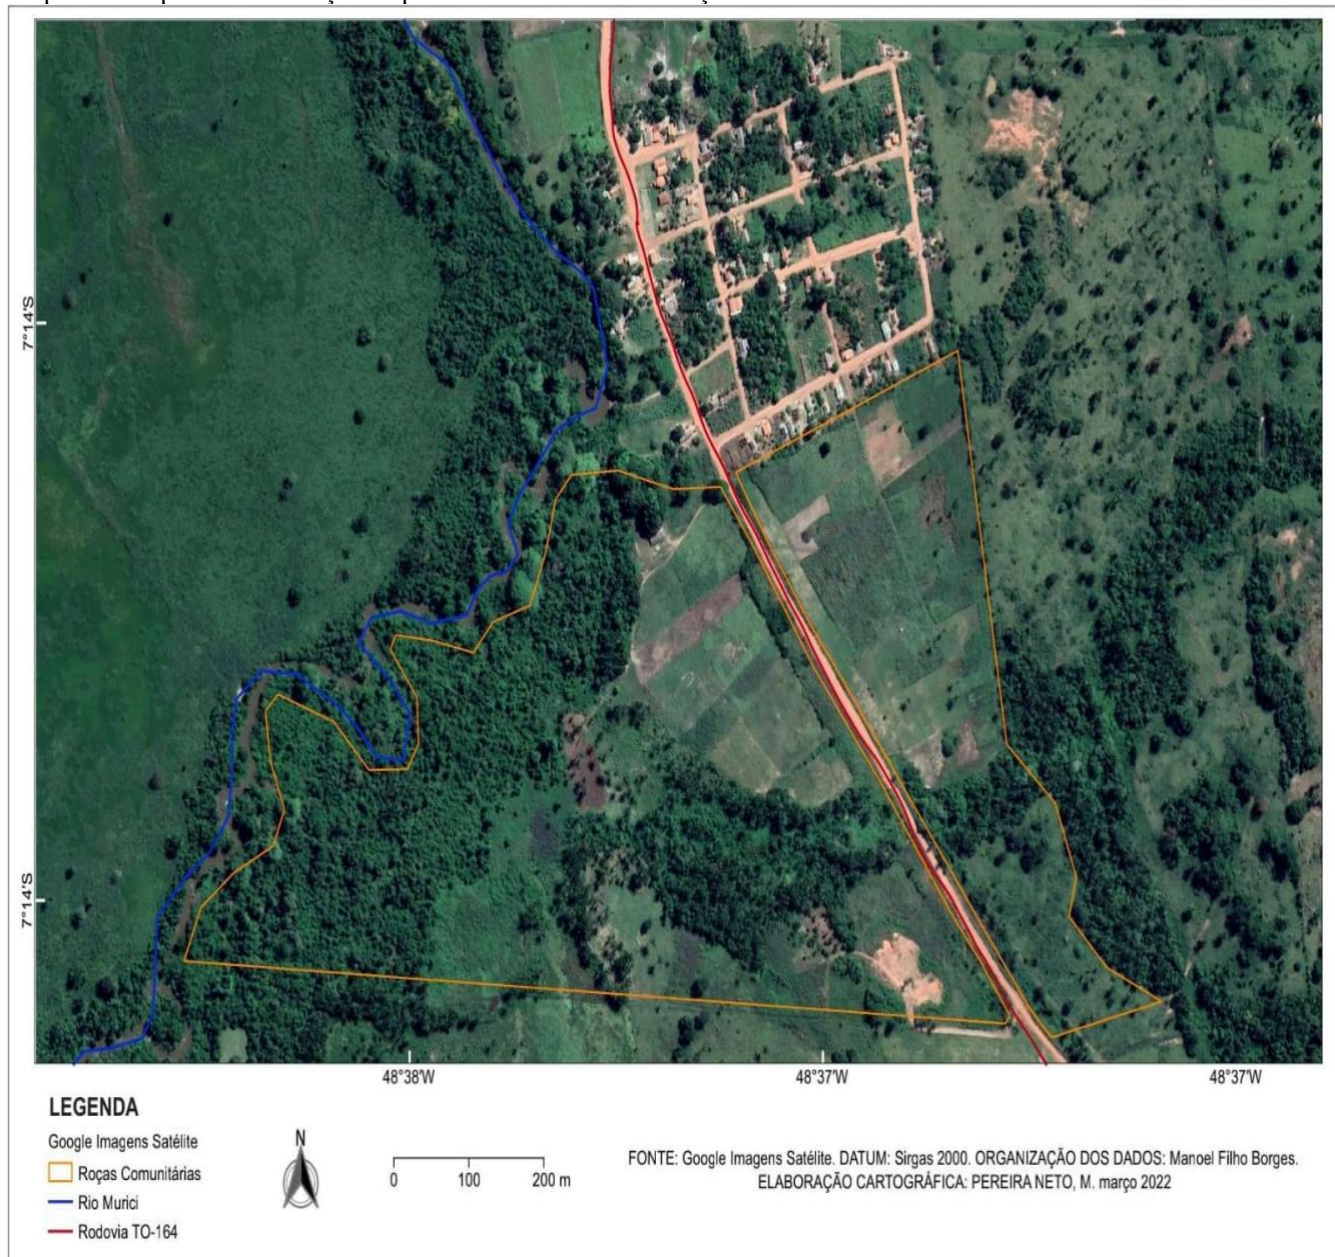 7°14'S
7°14'S
48°38'W
48°37'W
48°37'W
LEGENDA
Google Imagens Satélite
Roças Comunitárias
Rio Murici
Rodovia TO-164
N
0
100
200 m
FONTE: Google Imagens Satélite. DATUM: Sirgas 2000. ORGANIZAÇÃO DOS DADOS: Manoel Filho Borges.
ELABORAÇÃO CARTOGRÁFICA: PEREIRA NETO, M. março 2022